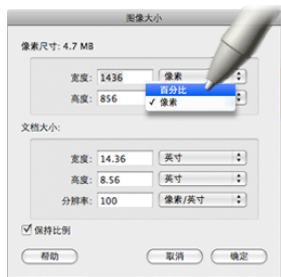 图像大小
像素尺寸: 4.7 MB
宽度: 1436 像素
百分比
高度: 856 ✓ 像素
文档大小:
宽度: 14.36 英寸
高度: 8.56 英寸
分辨率: 100 像素/英寸
保持比例
帮助 取消 确定